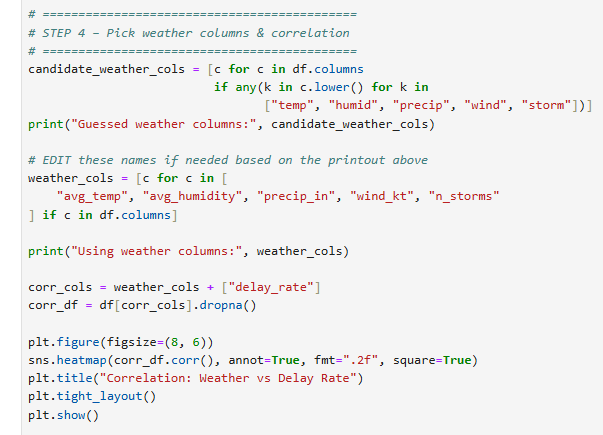 # ===========================================
# STEP 4 – Pick weather columns & correlation
# ===========================================
candidate_weather_cols = [c for c in df.columns
                          if any(k in c.lower() for k in
                                 ["temp", "humid", "precip", "wind", "storm"])]
print("Guessed weather columns:", candidate_weather_cols)

# EDIT these names if needed based on the printout above
weather_cols = [c for c in [
    "avg_temp", "avg_humidity", "precip_in", "wind_kt", "n_storms"
] if c in df.columns]

print("Using weather columns:", weather_cols)

corr_cols = weather_cols + ["delay_rate"]
corr_df = df[corr_cols].dropna()

plt.figure(figsize=(8, 6))
sns.heatmap(corr_df.corr(), annot=True, fmt=".2f", square=True)
plt.title("Correlation: Weather vs Delay Rate")
plt.tight_layout()
plt.show()